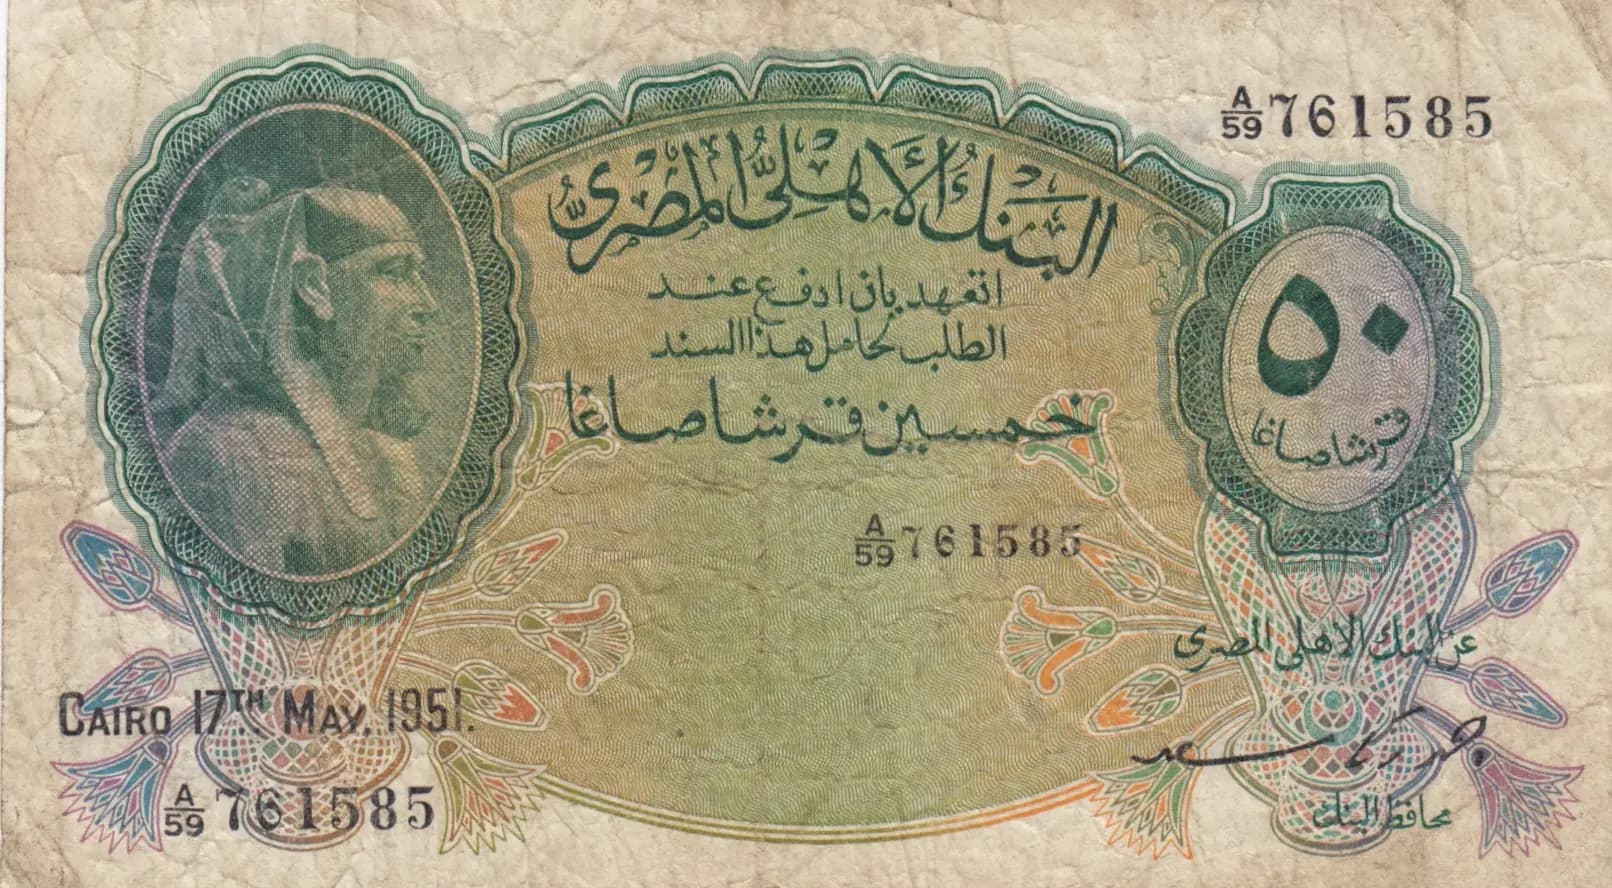 A/59 761585
البنك الأهلى المصرى
اتعهد بان ادفع عند
الطلب لحامل هذا السند
خمسين قرشا صاغا
٥٠
قرشا صاغا
A/59 761585
عن البنك الاهلى المصرى
CAIRO 17TH MAY, 1951.
A/59 761585
محافظ البنك